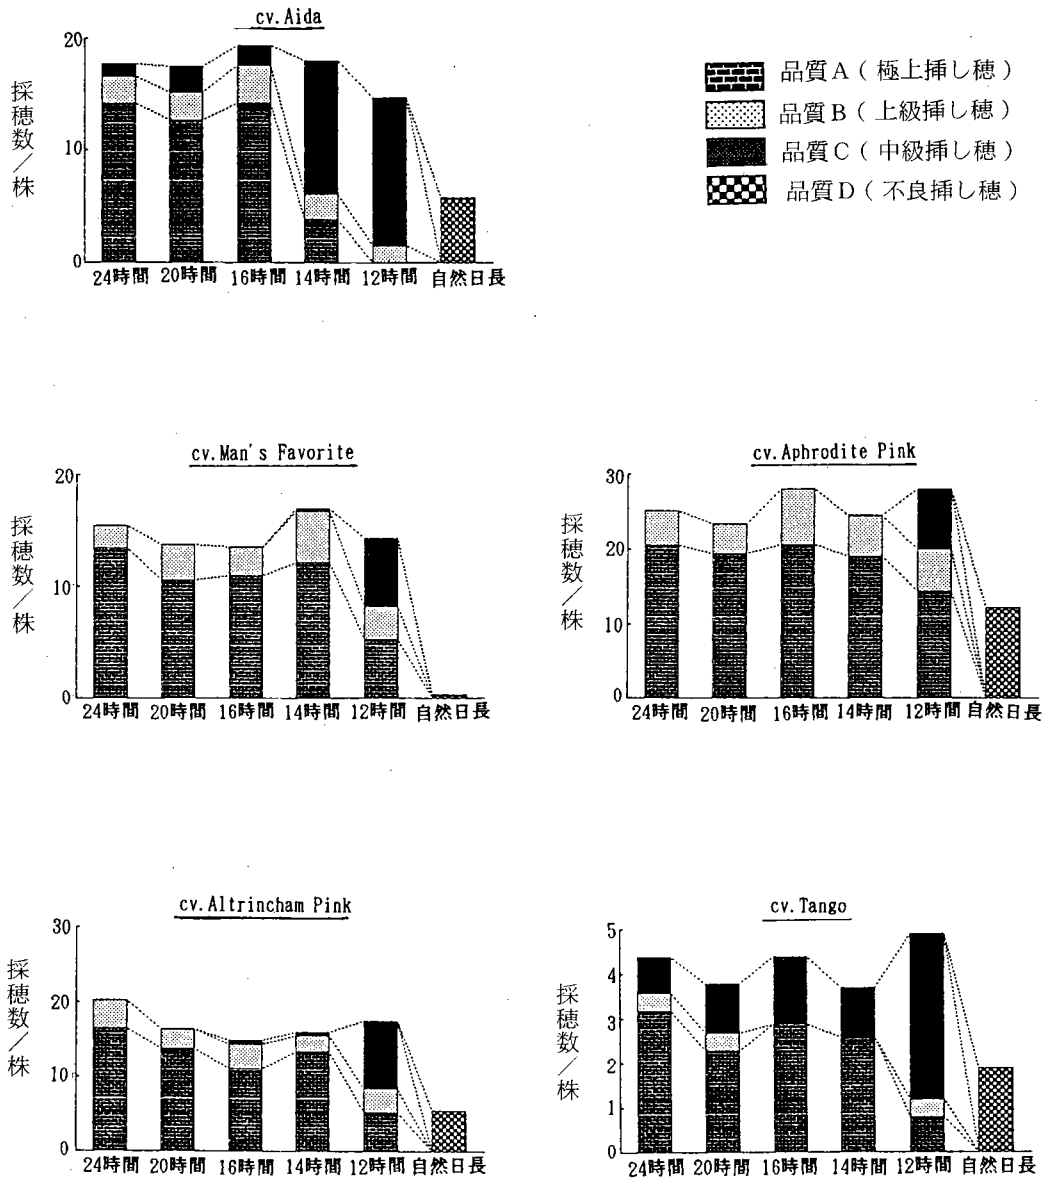 cv.Aida
20
10
0
採穂数/株
24時間 20時間 16時間 14時間 12時間 自然日長
品質A(極上挿し穂)
品質B(上級挿し穂)
品質C(中級挿し穂)
品質D(不良挿し穂)
cv.Man's Favorite
20
10
0
採穂数/株
24時間 20時間 16時間 14時間 12時間 自然日長
cv.Aphrodite Pink
30
20
10
0
採穂数/株
24時間 20時間 16時間 14時間 12時間 自然日長
cv.Altrincham Pink
30
20
10
0
採穂数/株
24時間 20時間 16時間 14時間 12時間 自然日長
cv.Tango
5
4
3
2
1
0
採穂数/株
24時間 20時間 16時間 14時間 12時間 自然日長